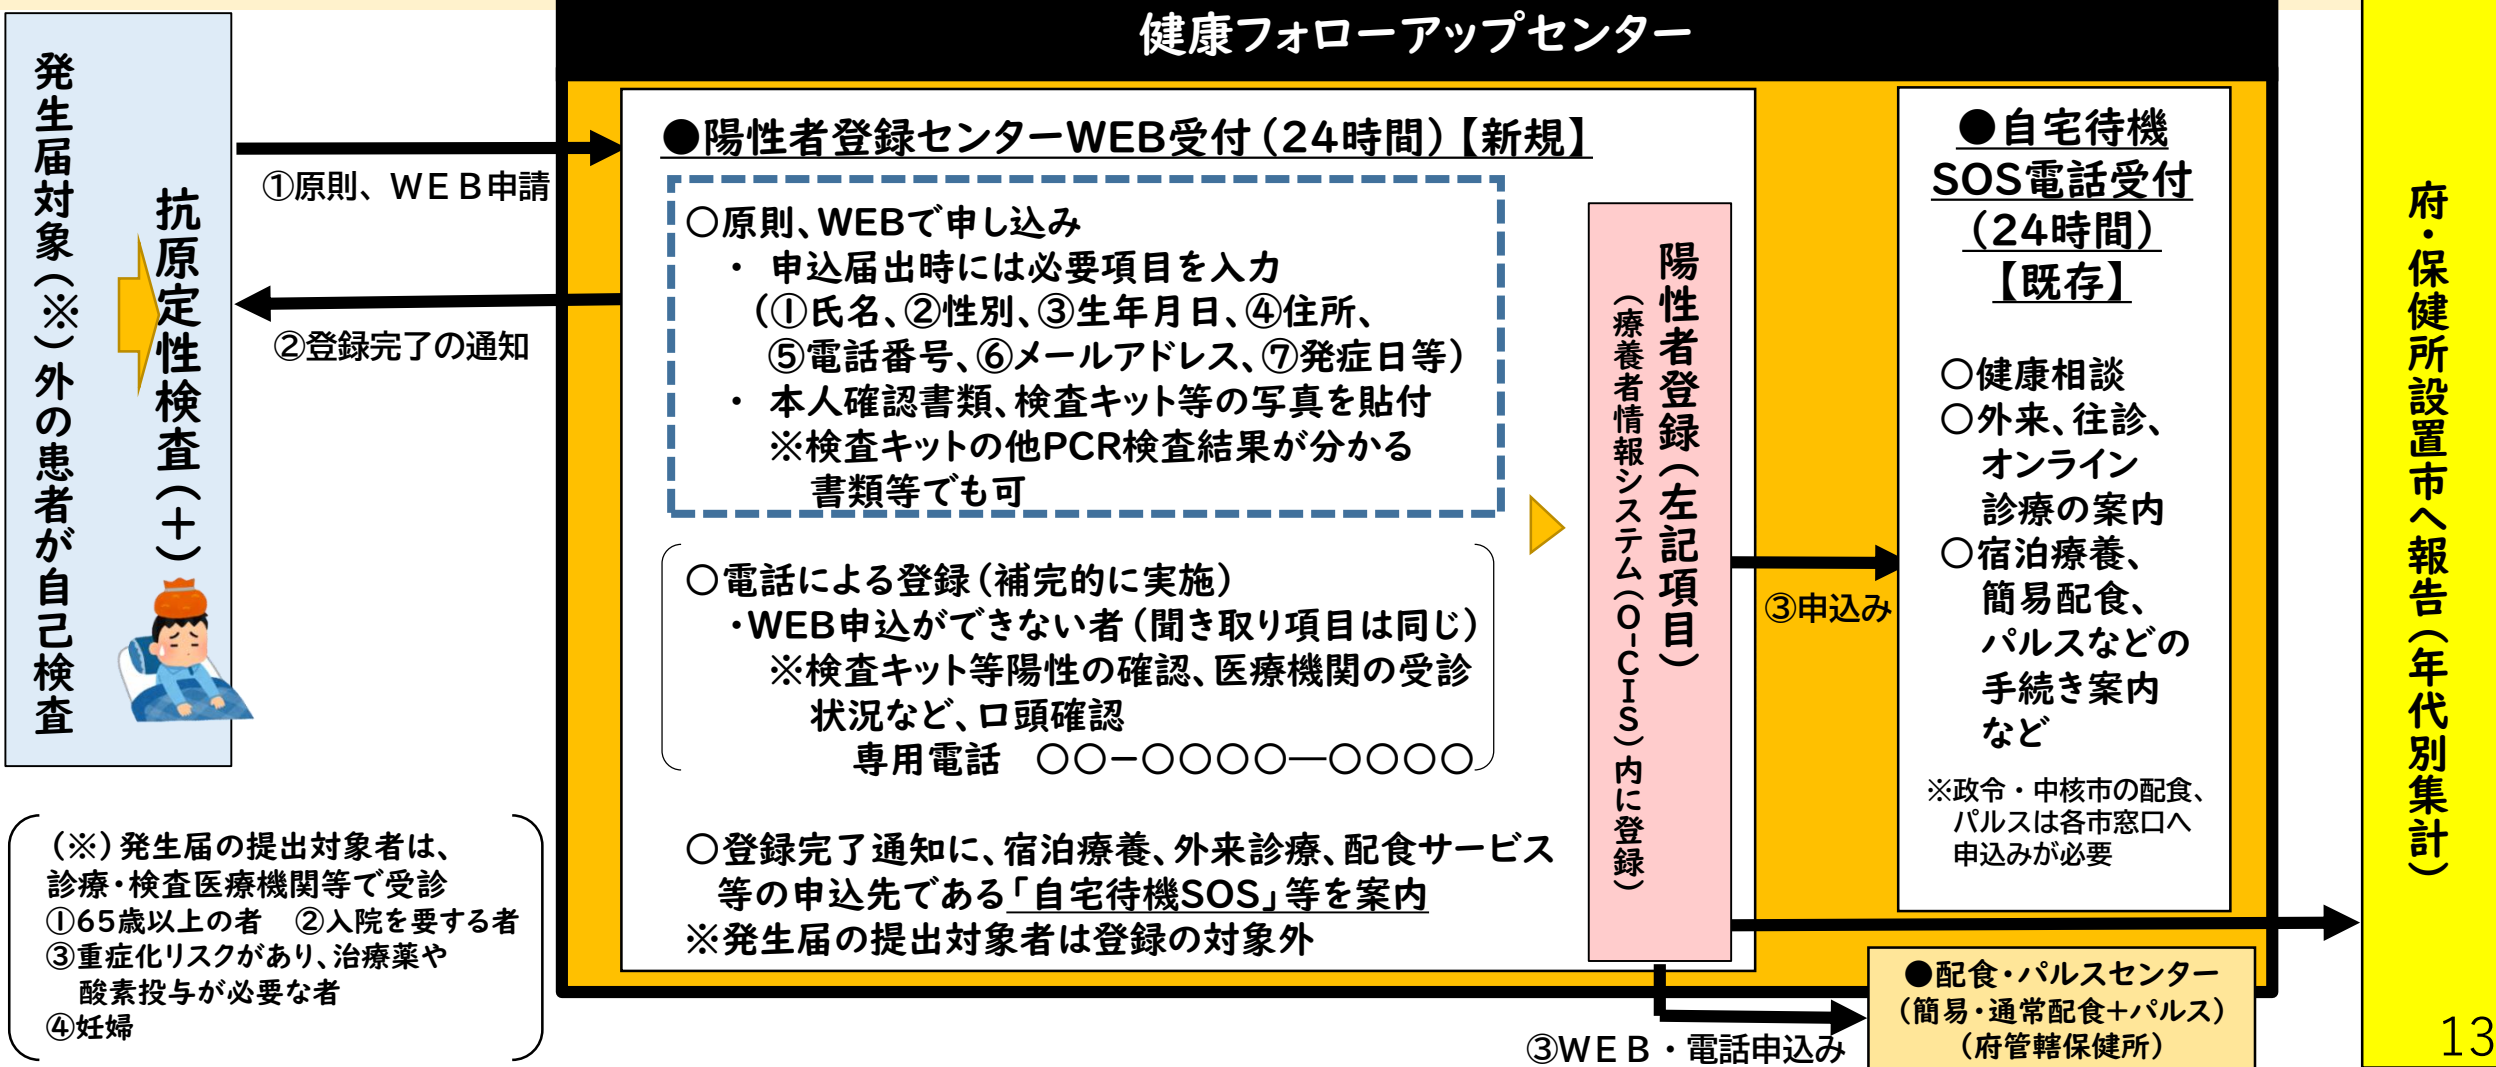 健康フォローアップセンター
発生届対象(※)外の患者が自己検査
抗原定性検査(+)
①原則、WEB申請
②登録完了の通知
(※)発生届の提出対象者は、
診療・検査医療機関等で受診
①65歳以上の者　②入院を要する者
③重症化リスクがあり、治療薬や
酸素投与が必要な者
④妊婦
●陽性者登録センターWEB受付(24時間)【新規】
○原則、WEBで申し込み
・ 申込届出時には必要項目を入力
(①氏名、②性別、③生年月日、④住所、
⑤電話番号、⑥メールアドレス、⑦発症日等)
・ 本人確認書類、検査キット等の写真を貼付
※検査キットの他PCR検査結果が分かる
書類等でも可
○電話による登録(補完的に実施)
・WEB申込ができない者(聞き取り項目は同じ)
※検査キット等陽性の確認、医療機関の受診
状況など、口頭確認
専用電話　○○−○○○○―○○○○
○登録完了通知に、宿泊療養、外来診療、配食サービス
等の申込先である「自宅待機SOS」等を案内
※発生届の提出対象者は登録の対象外
陽性者登録(左記項目)
(療養者情報システム(O-CIS)内に登録)
③申込み
●自宅待機
SOS電話受付
(24時間)
【既存】
○健康相談
○外来、往診、
オンライン
診療の案内
○宿泊療養、
簡易配食、
パルスなどの
手続き案内
など
※政令・中核市の配食、
パルスは各市窓口へ
申込みが必要
③WEB・電話申込み
●配食・パルスセンター
(簡易・通常配食+パルス)
(府管轄保健所)
府・保健所設置市へ報告(年代別集計)
13